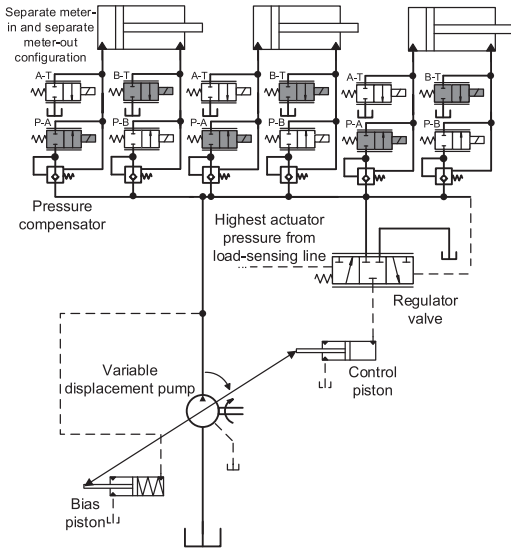 Separate meter-
in and separate
meter-out
configuration
A-T B-T A-T B-T A-T B-T
P-A P-B P-A P-B P-A P-B
Pressure
compensator
Highest actuator
pressure from
load-sensing line
Regulator
valve
Variable
displacement pump
Control
piston
Bias
piston